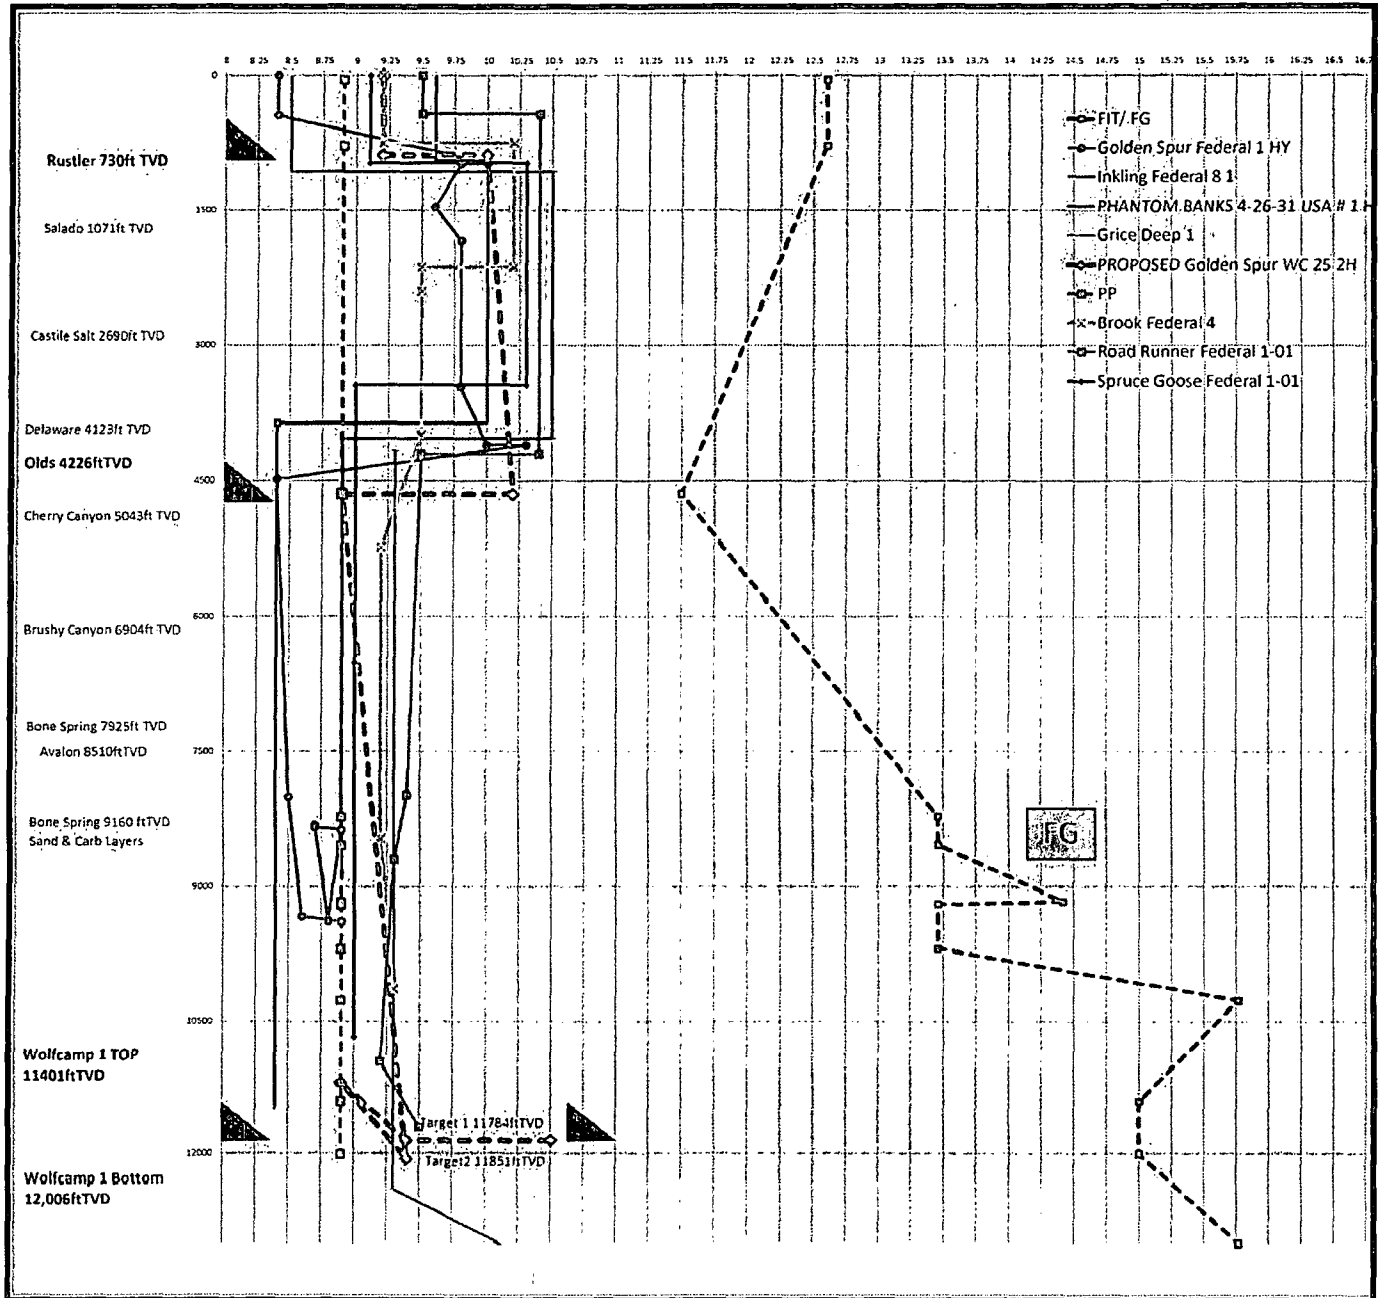 8 8.25 8.5 8.75 9 9.25 9.5 9.75 10 10.25 10.5 10.75 11 11.25 11.5 11.75 12 12.25 12.5 12.75 13 13.25 13.5 13.75 14 14.25 14.5 14.75 15 15.25 15.5 15.75 16 16.25 16.5
0
FIT/ FG
Golden Spur Federal 1 HY
Rustler 730ft TVD
Inkling Federal 8 1
PHANTOM BANKS 4-26-31 USA # 1
1500
Salado 1071ft TVD
Grice Deep 1
PROPOSED Golden Spur WC 25 2H
PP
Brook Federal 4
Castile Salt 2690ft TVD
3000
Road Runner Federal 1-01
Spruce Goose Federal 1-01
Delaware 4123ft TVD
Olds 4226ftTVD
4500
Cherry Canyon 5043ft TVD
6000
Brushy Canyon 6904ft TVD
Bone Spring 7925ft TVD
Avalon 8510ftTVD
7500
Bone Spring 9160 ftTVD
Sand & Carb Layers
FG
9000
10500
Wolfcamp 1 TOP
11401ftTVD
Target 1 11784ftTVD
12000
Target2 11851ftTVD
Wolfcamp 1 Bottom
12,006ftTVD